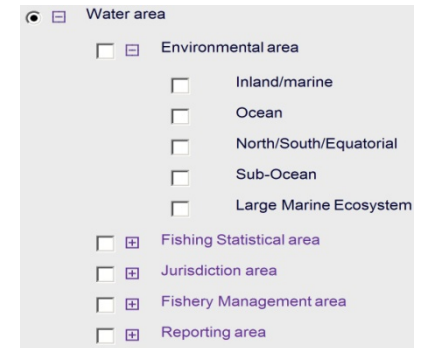 Water area
Environmental area
Inland/marine
Ocean
North/South/Equatorial
Sub-Ocean
Large Marine Ecosystem
Fishing Statistical area
Jurisdiction area
Fishery Management area
Reporting area